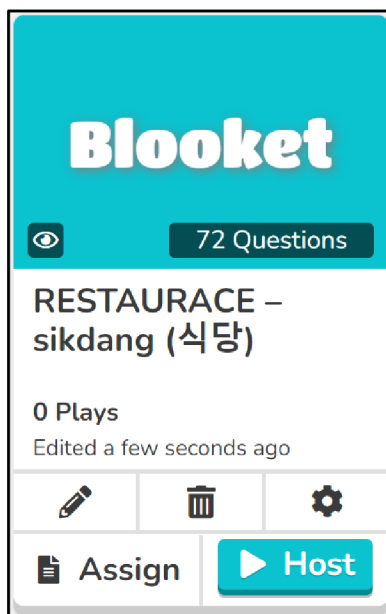 Blooket
72 Questions
RESTAURACE –
sikdang (식당)
0 Plays
Edited a few seconds ago
Assign
Host